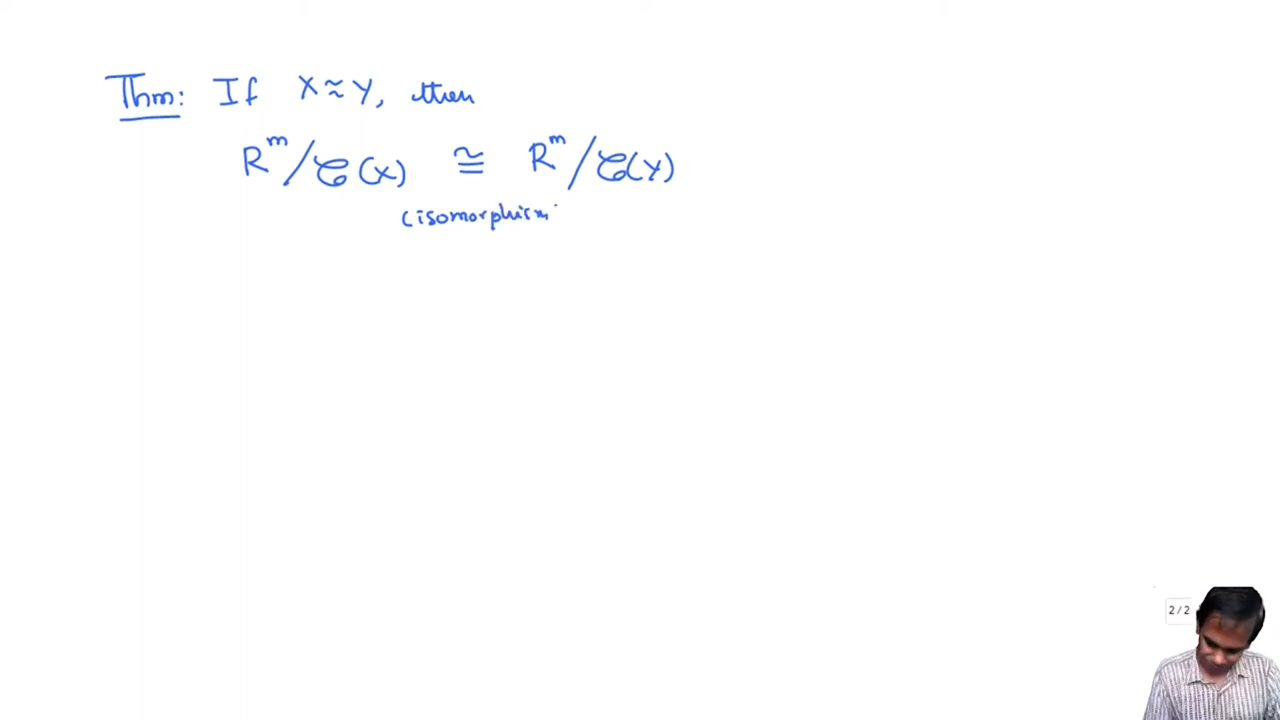 Thm: If X ≈ Y, then
R^m / 𝒞(X) ≅ R^m / 𝒞(Y)
(isomorphism
2 / 2